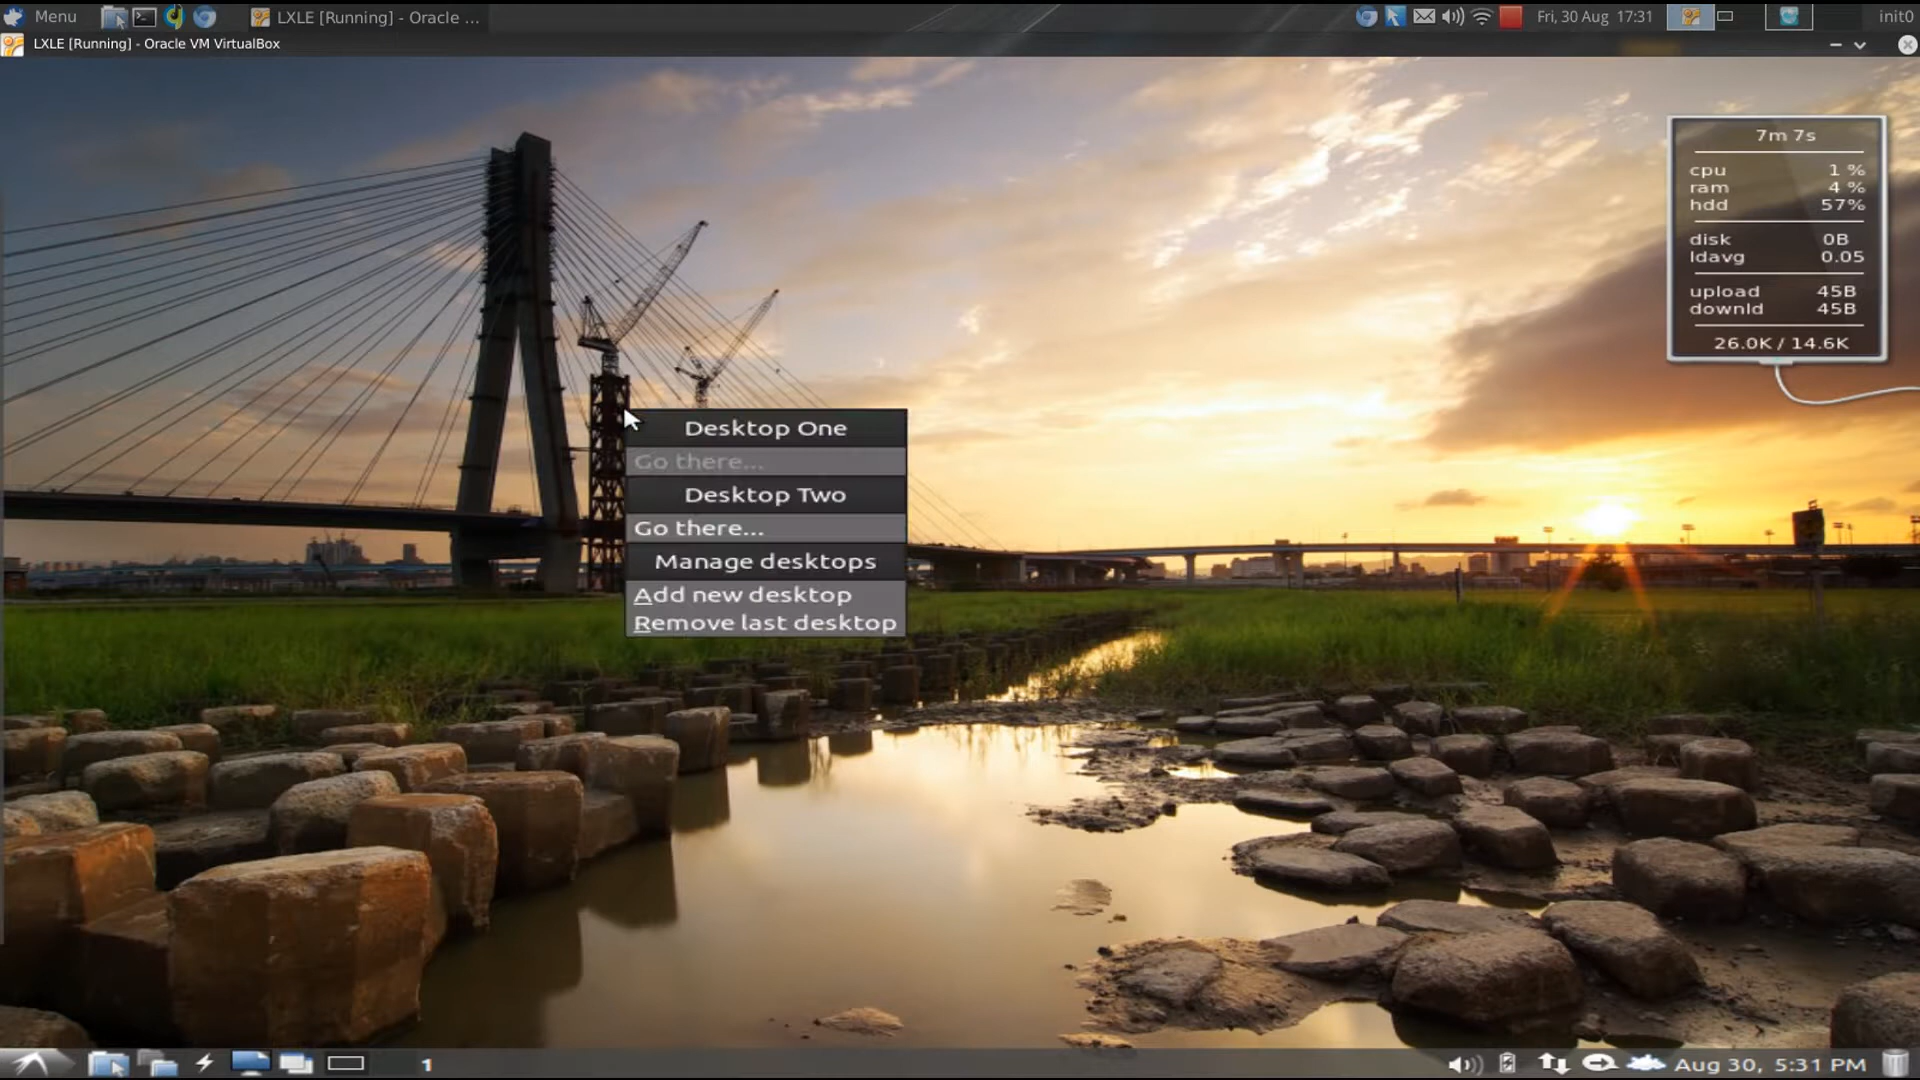 Menu
LXLE [Running] - Oracle ...
Fri, 30 Aug 17:31
init0
LXLE [Running] - Oracle VM VirtualBox
7m 7s
cpu 1 %
ram 4 %
hdd 57%
disk 0B
ldavg 0.05
upload 45B
downld 45B
26.0K / 14.6K
Desktop One
Go there...
Desktop Two
Go there...
Manage desktops
Add new desktop
Remove last desktop
1
Aug 30, 5:31 PM